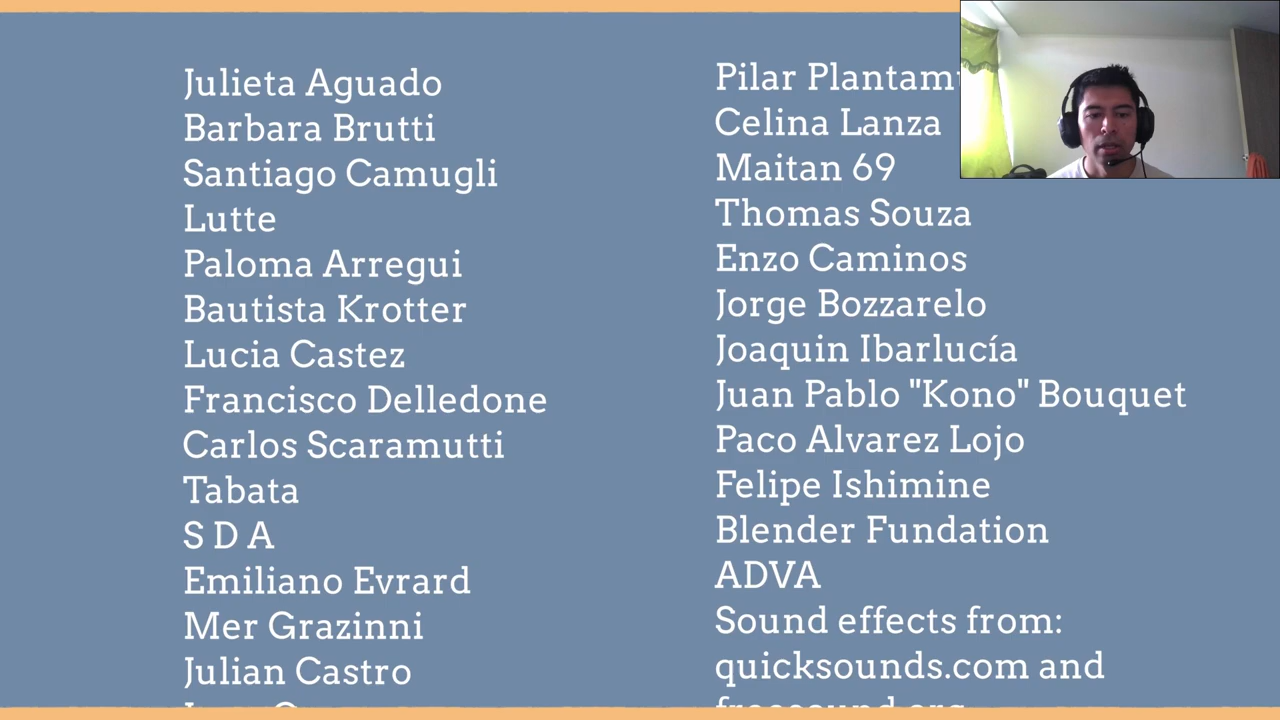 Julieta Aguado
Barbara Brutti
Santiago Camugli
Lutte
Paloma Arregui
Bautista Krotter
Lucia Castez
Francisco Delledone
Carlos Scaramutti
Tabata
S D A
Emiliano Evrard
Mer Grazinni
Julian Castro
Pilar
Celina Lanza
Maitan 69
Thomas Souza
Enzo Caminos
Jorge Bozzarelo
Joaquin Ibarlucía
Juan Pablo "Kono" Bouquet
Paco Alvarez Lojo
Felipe Ishimine
Blender Fundation
ADVA
Sound effects from:
quicksounds.com and